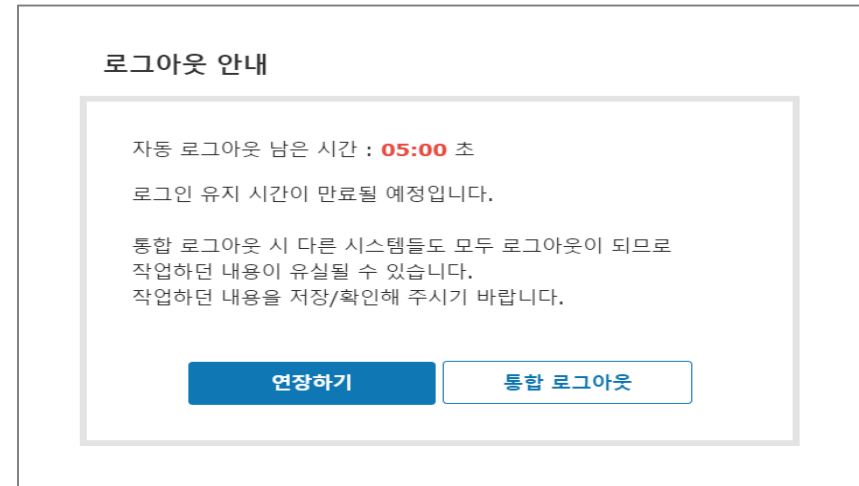 로그아웃 안내
자동 로그아웃 남은 시간 : 05:00 초
로그인 유지 시간이 만료될 예정입니다.
통합 로그아웃 시 다른 시스템들도 모두 로그아웃이 되므로
작업하던 내용이 유실될 수 있습니다.
작업하던 내용을 저장/확인해 주시기 바랍니다.
연장하기 통합 로그아웃